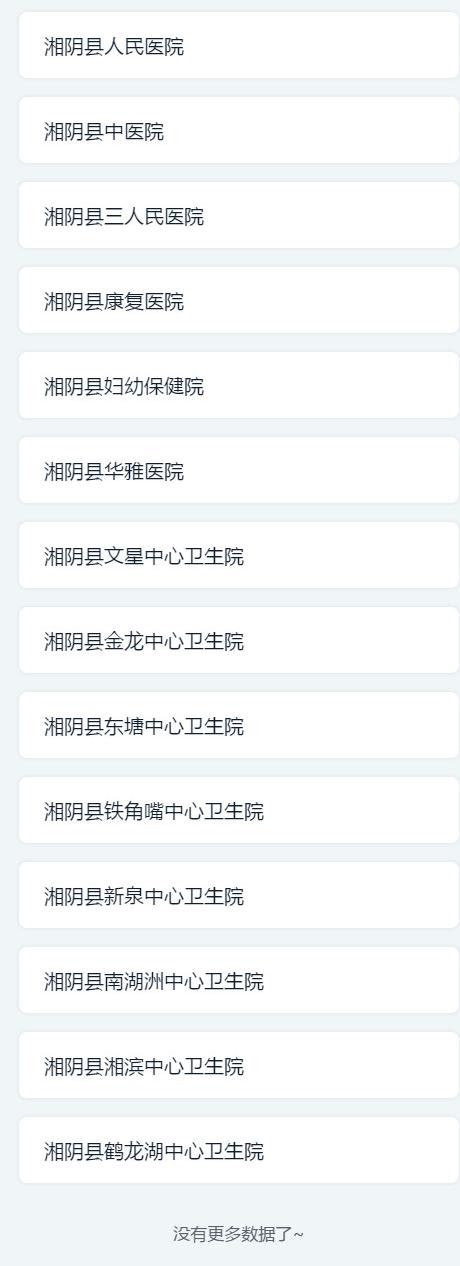 湘阴县人民医院
湘阴县中医院
湘阴县三人民医院
湘阴县康复医院
湘阴县妇幼保健院
湘阴县华雅医院
湘阴县文星中心卫生院
湘阴县金龙中心卫生院
湘阴县东塘中心卫生院
湘阴县铁角嘴中心卫生院
湘阴县新泉中心卫生院
湘阴县南湖洲中心卫生院
湘阴县湘滨中心卫生院
湘阴县鹤龙湖中心卫生院
没有更多数据了~